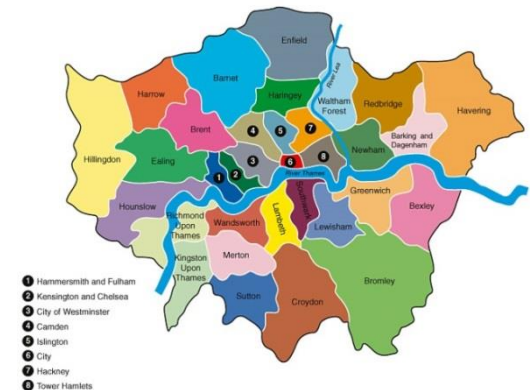 Enfield
Barnet
River Lea
Harrow
Haringey
Waltham
Forest
Redbridge
Havering
Brent
4
5
7
Barking and
Dagenham
Hillingdon
Ealing
3
6
8
Newham
1
2
River Thames
Hounslow
Greenwich
Bexley
Richmond
Upon
Thames
Wandsworth
Lambeth
Southwark
Lewisham
Kingston
Upon
Thames
Merton
Bromley
Sutton
Croydon
1 Hammersmith and Fulham
2 Kensington and Chelsea
3 City of Westminster
4 Camden
5 Islington
6 City
7 Hackney
8 Tower Hamlets